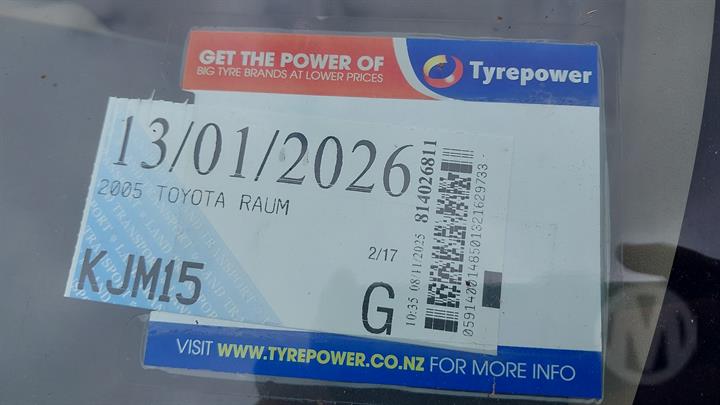 GET THE POWER OF
BIG TYRE BRANDS AT LOWER PRICES
Tyrepower
13/01/2026
2005 TOYOTA RAUM
KJM15
2/17
G
10:35 08/11/2025 814026811
059140014850132162973３
VISIT WWW.TYREPOWER.CO.NZ FOR MORE INFO